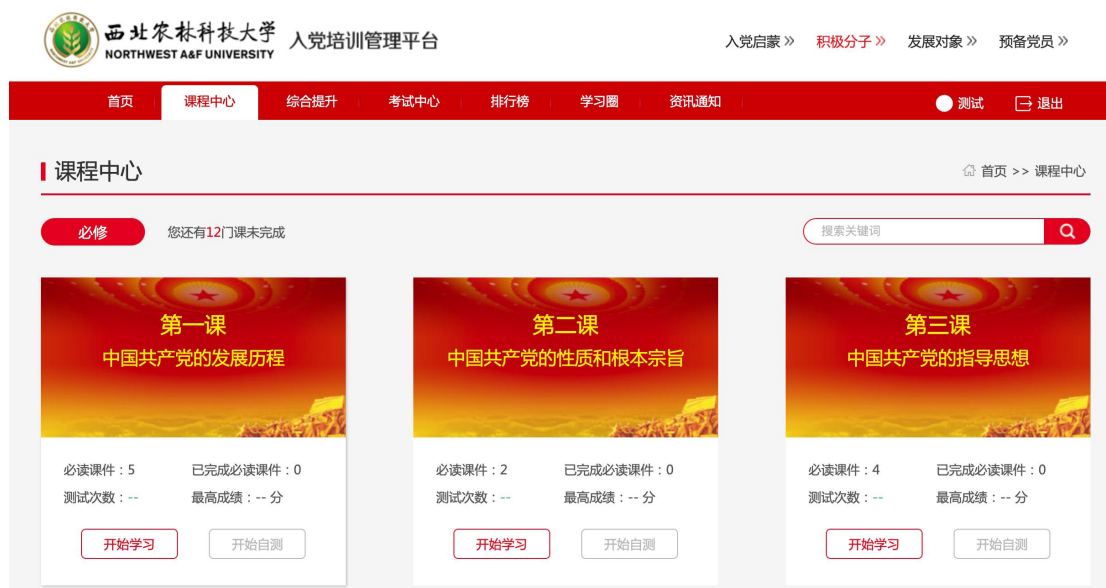 西北农林科技大学
NORTHWEST A&F UNIVERSITY
入党培训管理平台
入党启蒙 »
积极分子 »
发展对象 »
预备党员 »
首页
课程中心
综合提升
考试中心
排行榜
学习圈
资讯通知
测试
退出
课程中心
首页 >> 课程中心
必修
您还有12门课未完成
搜索关键词
第一课
中国共产党的发展历程
必读课件：5
已完成必读课件：0
测试次数：--
最高成绩：-- 分
开始学习
开始自测
第二课
中国共产党的性质和根本宗旨
必读课件：2
已完成必读课件：0
测试次数：--
最高成绩：-- 分
开始学习
开始自测
第三课
中国共产党的指导思想
必读课件：4
已完成必读课件：0
测试次数：--
最高成绩：-- 分
开始学习
开始自测